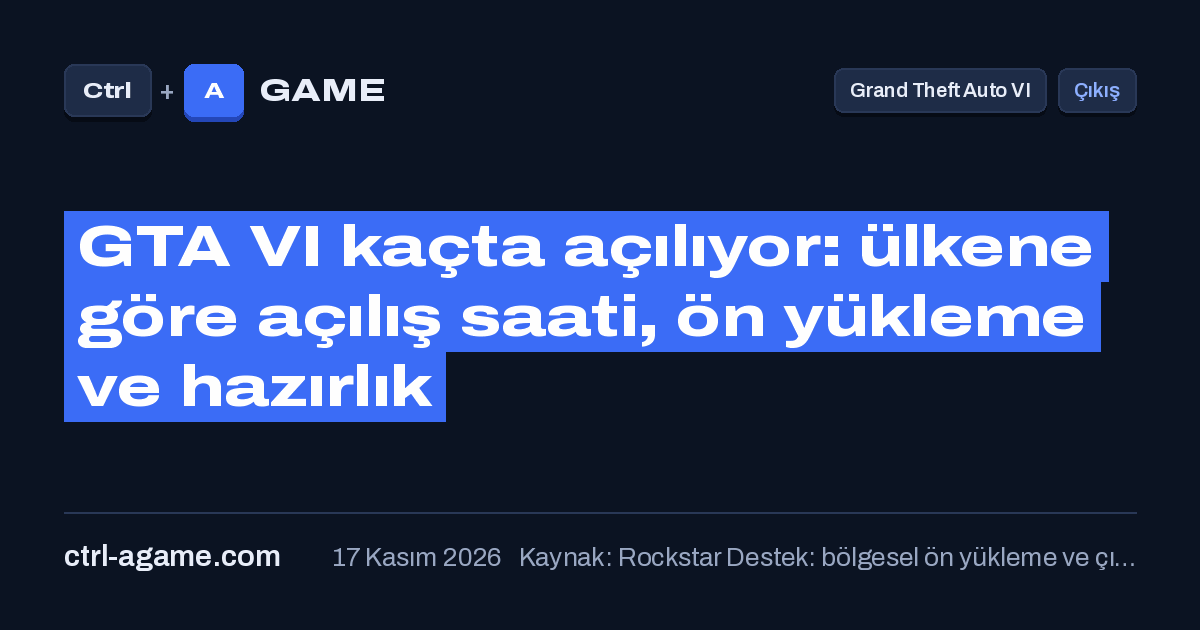 Ctrl + A GAME
Grand Theft Auto VI Çıkış
GTA VI kaçta açılıyor: ülkene
göre açılış saati, ön yükleme
ve hazırlık
ctrl-agame.com 17 Kasım 2026 Kaynak: Rockstar Destek: bölgesel ön yükleme ve çı...